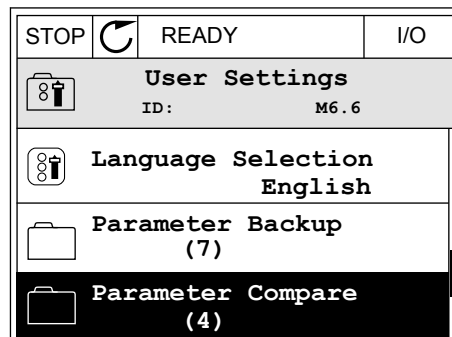 STOP READY I/O
User Settings
ID: M6.6
Language Selection
English
Parameter Backup
(7)
Parameter Compare
(4)